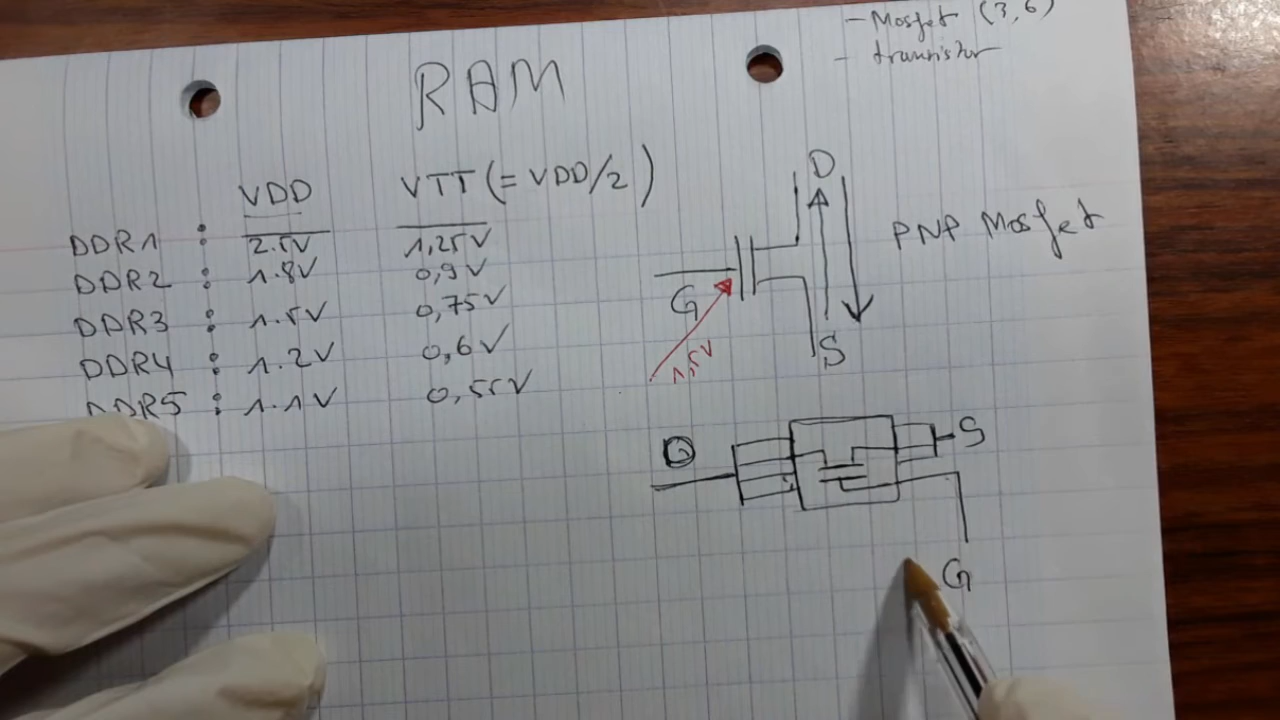 - Mosfet (3,6)
- transistor
RAM
VDD VTT (= VDD/2)
DDR1 : 2.5V 1,25V
DDR2 : 1.8V 0,9V
DDR3 : 1.5V 0,75V
DDR4 : 1.2V 0,6V
DDR5 : 1.1V 0,55V
D
PNP Mosfet
G
1,5V
S
D
S
G